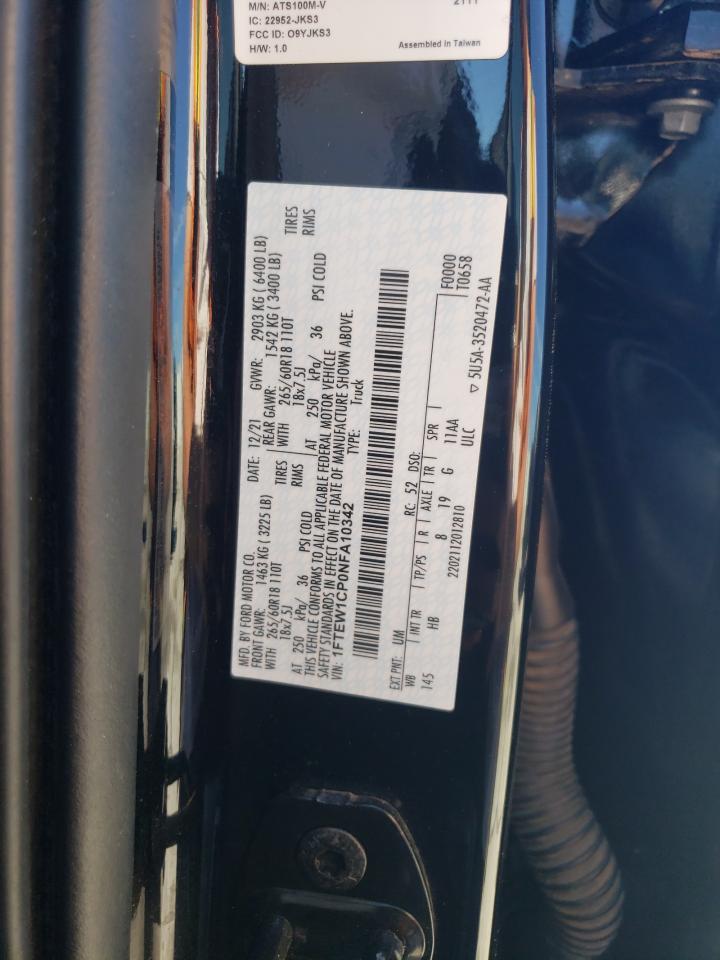 M/N: ATS100M-V
2111
IC: 22952-JKS3
FCC ID: O9YJKS3
H/W: 1.0
Assembled in Taiwan
MFD. BY FORD MOTOR CO.
DATE: 12/21 GVWR: 2903 KG ( 6400 LB)
FRONT GAWR: 1463 KG ( 3225 LB) REAR GAWR: 1542 KG ( 3400 LB)
WITH 265/60R18 110T TIRES WITH 265/60R18 110T TIRES
18x7.5J RIMS 18x7.5J RIMS
AT 250 kPa/ 36 PSI COLD AT 250 kPa/ 36 PSI COLD
THIS VEHICLE CONFORMS TO ALL APPLICABLE FEDERAL MOTOR VEHICLE
SAFETY STANDARDS IN EFFECT ON THE DATE OF MANUFACTURE SHOWN ABOVE.
VIN: 1FTEW1CP0NFA10342 TYPE: Truck
EXT PNT: UM RC: 52 DSO: F0000
WB INT TR TP/PS R AXLE TR SPR T0658
145 HB 8 19 G 11AA
2202112012810 ULC
▽ 5U5A-3520472-AA